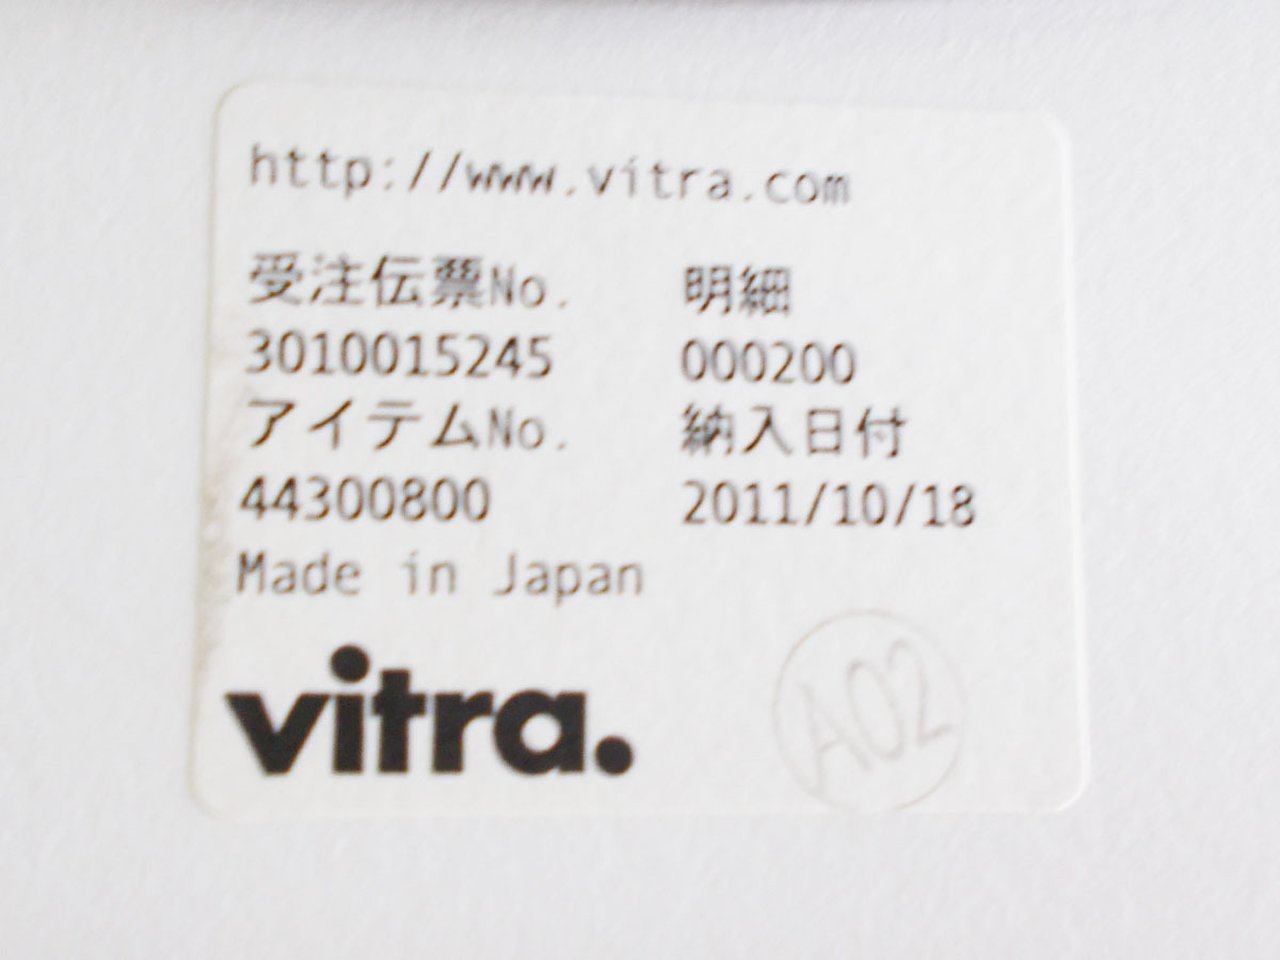 http://www.vitra.com
受注伝票No. 明細
3010015245 000200
アイテムNo. 納入日付
44300800 2011/10/18
Made in Japan
vitra.
A02